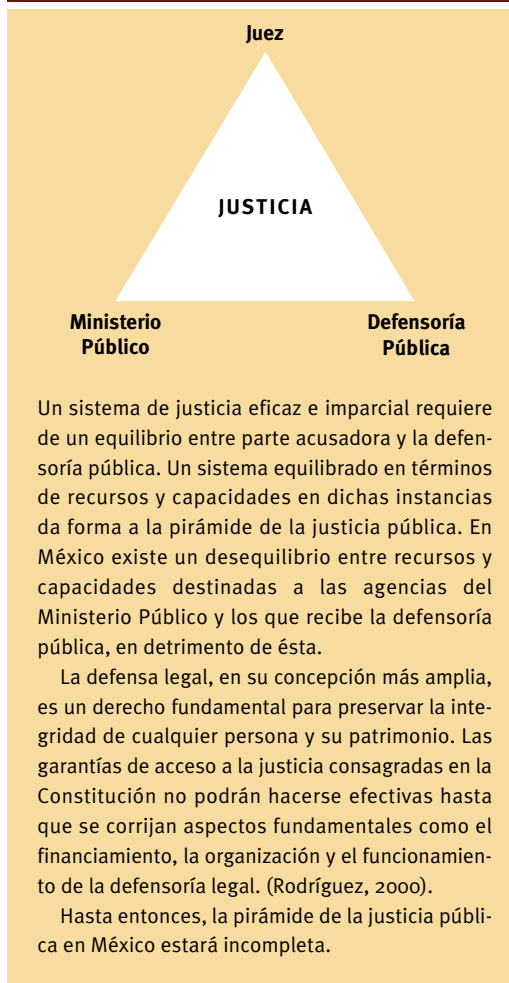 Juez
JUSTICIA
Ministerio Defensoría
Público Pública
Un sistema de justicia eficaz e imparcial requiere
de un equilibrio entre parte acusadora y la defen-
soría pública. Un sistema equilibrado en términos
de recursos y capacidades en dichas instancias
da forma a la pirámide de la justicia pública. En
México existe un desequilibrio entre recursos y
capacidades destinadas a las agencias del
Ministerio Público y los que recibe la defensoría
pública, en detrimento de ésta.
La defensa legal, en su concepción más amplia,
es un derecho fundamental para preservar la inte-
gridad de cualquier persona y su patrimonio. Las
garantías de acceso a la justicia consagradas en la
Constitución no podrán hacerse efectivas hasta
que se corrijan aspectos fundamentales como el
financiamiento, la organización y el funcionamien-
to de la defensoría legal. (Rodríguez, 2000).
Hasta entonces, la pirámide de la justicia públi-
ca en México estará incompleta.